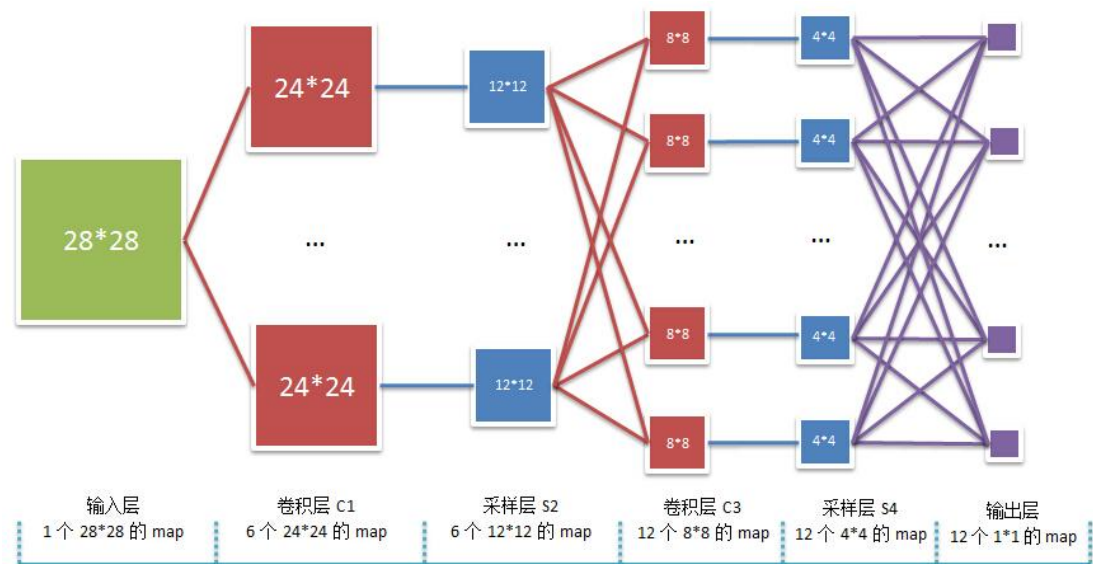 28*28
24*24
...
24*24
12*12
...
12*12
8*8
8*8
...
8*8
8*8
4*4
4*4
...
4*4
4*4
...
输入层
1 个 28*28 的 map
卷积层 C1
6 个 24*24 的 map
采样层 S2
6 个 12*12 的 map
卷积层 C3
12 个 8*8 的 map
采样层 S4
12 个 4*4 的 map
输出层
12 个 1*1 的 map